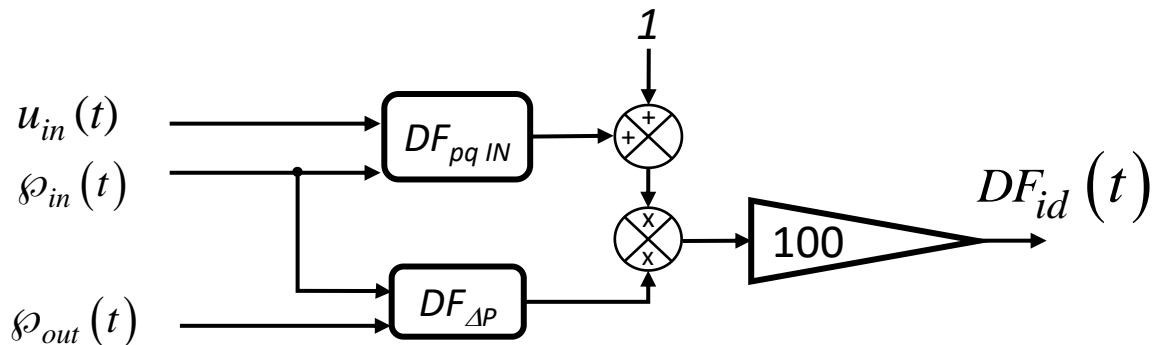 1
u_in (t)
DF_pq IN
+
+
℘_in (t)
DF_id (t)
x
x
100
DF_ΔP
℘_out (t)